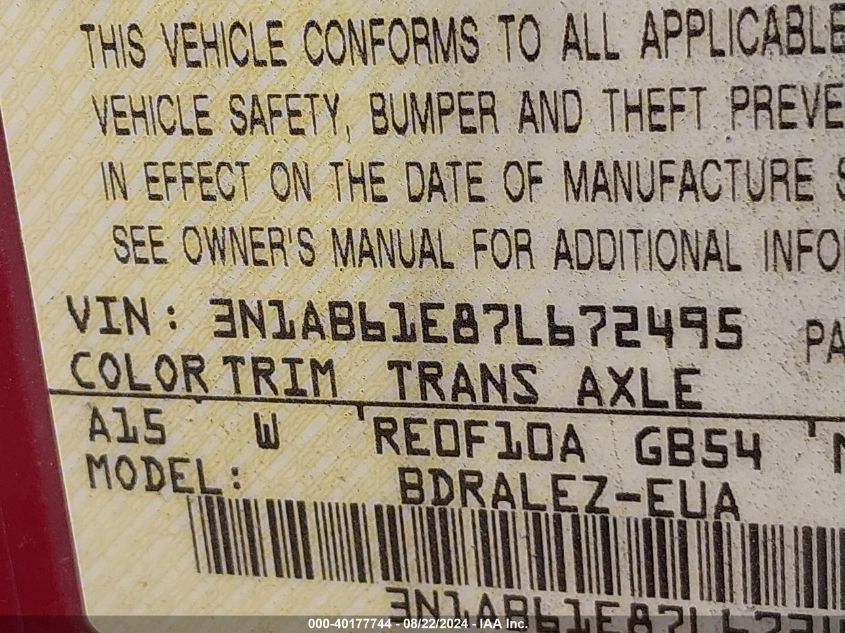 THIS VEHICLE CONFORMS TO ALL APPLICABLE
VEHICLE SAFETY, BUMPER AND THEFT PREVE
IN EFFECT ON THE DATE OF MANUFACTURE S
SEE OWNER'S MANUAL FOR ADDITIONAL INFO
VIN: 3N1AB61E87L672495 PA
COLOR TRIM TRANS AXLE
A15 W RE0F10A GB54
MODEL: BDRALEZ-EUA
3N1AB61E87L6724
000-40177744 - 08/22/2024 - IAA Inc.